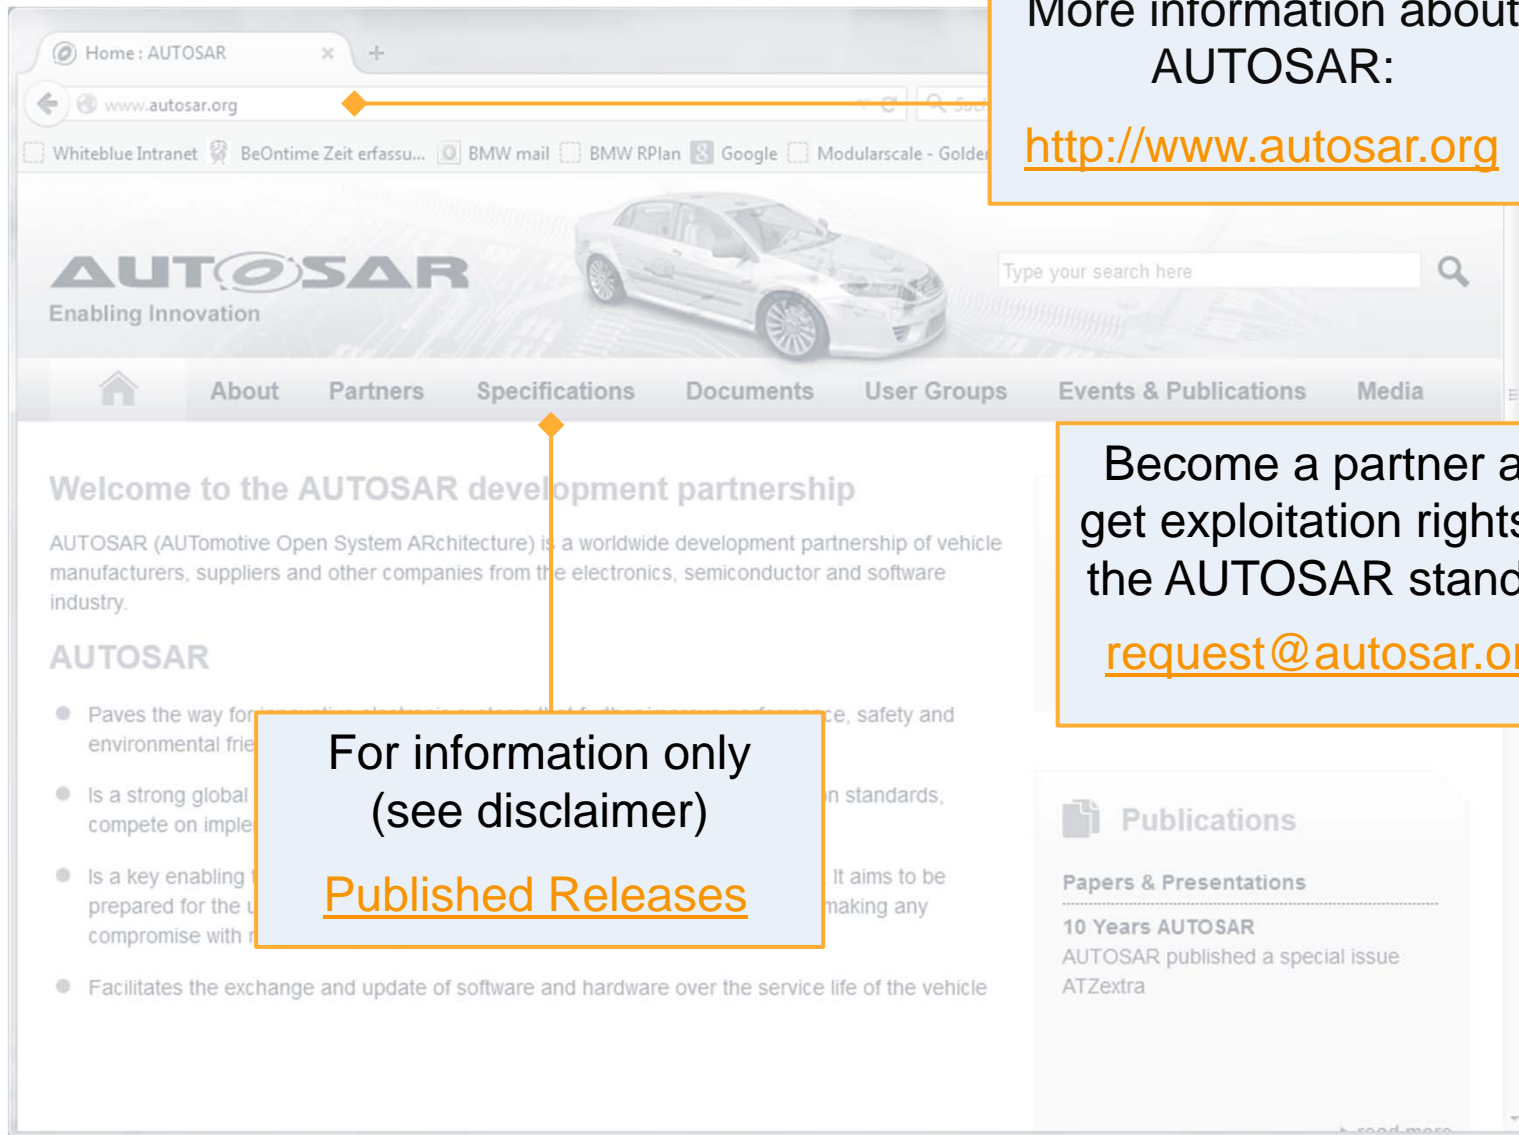 More information about
AUTOSAR:
http://www.autosar.org
Home : AUTOSAR
www.autosar.org
Whiteblue Intranet BeOntime Zeit erfassu... BMW mail BMW RPlan Google Modularscale - Golde
AUTOSAR
Enabling Innovation
Type your search here
About Partners Specifications Documents User Groups Events & Publications Media
Welcome to the AUTOSAR development partnership
AUTOSAR (AUTomotive Open System ARchitecture) is a worldwide development partnership of vehicle
manufacturers, suppliers and other companies from the electronics, semiconductor and software
industry.
AUTOSAR
Paves the way for ce, safety and
environmental frie
Is a strong global n standards,
compete on imple
Is a key enabling It aims to be
prepared for the u making any
compromise with
Facilitates the exchange and update of software and hardware over the service life of the vehicle
For information only
(see disclaimer)
Published Releases
Become a partner a
get exploitation rights
the AUTOSAR stand
request@autosar.or
Publications
Papers & Presentations
10 Years AUTOSAR
AUTOSAR published a special issue
ATZextra